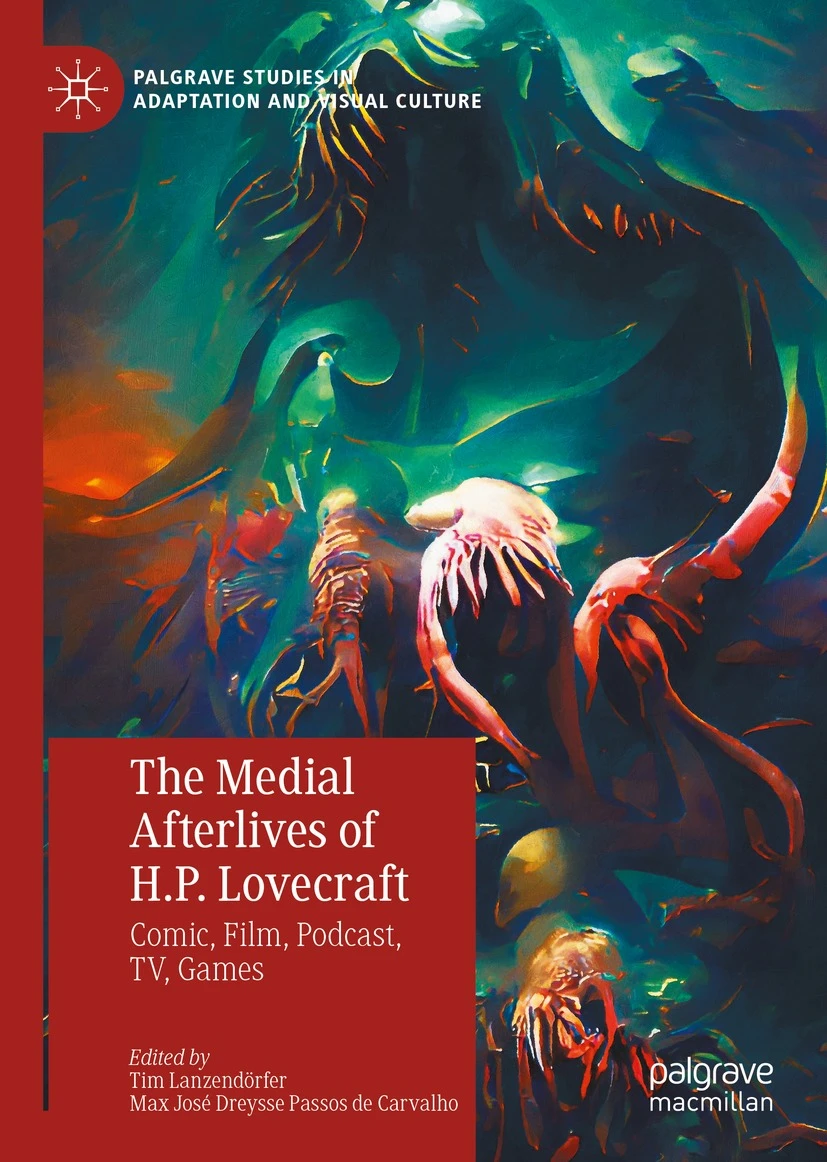 PALGRAVE STUDIES IN
ADAPTATION AND VISUAL CULTURE
The Medial
Afterlives of
H.P. Lovecraft
Comic, Film, Podcast,
TV, Games
Edited by
Tim Lanzendörfer
Max José Dreysse Passos de Carvalho
palgrave
macmillan